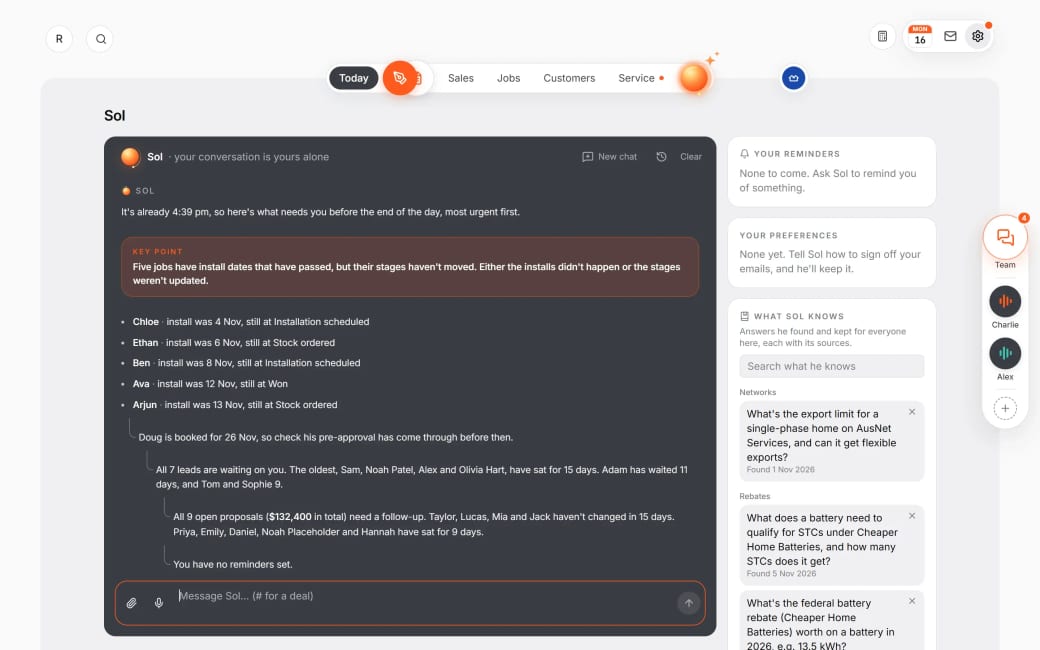 R
MON
16
Today
Sales
Jobs
Customers
Service
Sol
Sol · your conversation is yours alone
New chat
Clear
SOL
It's already 4:39 pm, so here's what needs you before the end of the day, most urgent first.
KEY POINT
Five jobs have install dates that have passed, but their stages haven't moved. Either the installs didn't happen or the stages
weren't updated.
• Chloe · install was 4 Nov, still at Installation scheduled
• Ethan · install was 6 Nov, still at Stock ordered
• Ben · install was 8 Nov, still at Installation scheduled
• Ava · install was 12 Nov, still at Won
• Arjun · install was 13 Nov, still at Stock ordered
Doug is booked for 26 Nov, so check his pre-approval has come through before then.
All 7 leads are waiting on you. The oldest, Sam, Noah Patel, Alex and Olivia Hart, have sat for 15 days. Adam has waited 11
days, and Tom and Sophie 9.
All 9 open proposals ($132,400 in total) need a follow-up. Taylor, Lucas, Mia and Jack haven't changed in 15 days.
Priya, Emily, Daniel, Noah Placeholder and Hannah have sat for 9 days.
You have no reminders set.
Message Sol... (# for a deal)
YOUR REMINDERS
None to come. Ask Sol to remind you
of something.
YOUR PREFERENCES
None yet. Tell Sol how to sign off your
emails, and he'll keep it.
WHAT SOL KNOWS
Answers he found and kept for everyone
here, each with its sources.
Search what he knows
Networks
What's the export limit for a
single-phase home on AusNet
Services, and can it get flexible
exports?
Found 1 Nov 2026
Rebates
What does a battery need to
qualify for STCs under Cheaper
Home Batteries, and how many
STCs does it get?
Found 5 Nov 2026
What's the federal battery
rebate (Cheaper Home
Batteries) worth on a battery in
2026, e.g. 13.5 kWh?
4
Team
Charlie
Alex